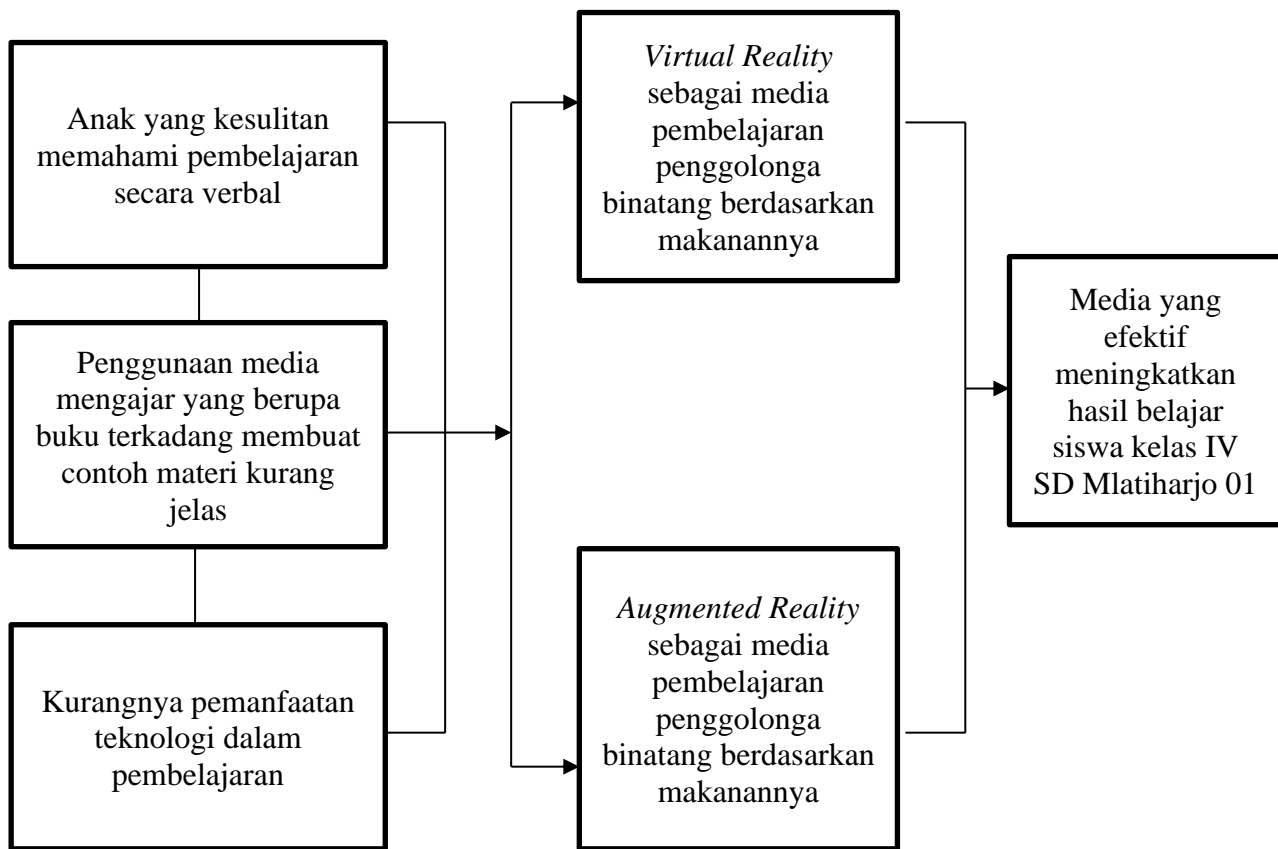 Anak yang kesulitan
memahami pembelajaran
secara verbal
Penggunaan media
mengajar yang berupa
buku terkadang membuat
contoh materi kurang
jelas
Kurangnya pemanfaatan
teknologi dalam
pembelajaran
Virtual Reality
sebagai media
pembelajaran
penggolonga
binatang berdasarkan
makanannya
Augmented Reality
sebagai media
pembelajaran
penggolonga
binatang berdasarkan
makanannya
Media yang
efektif
meningkatkan
hasil belajar
siswa kelas IV
SD Mlatiharjo 01